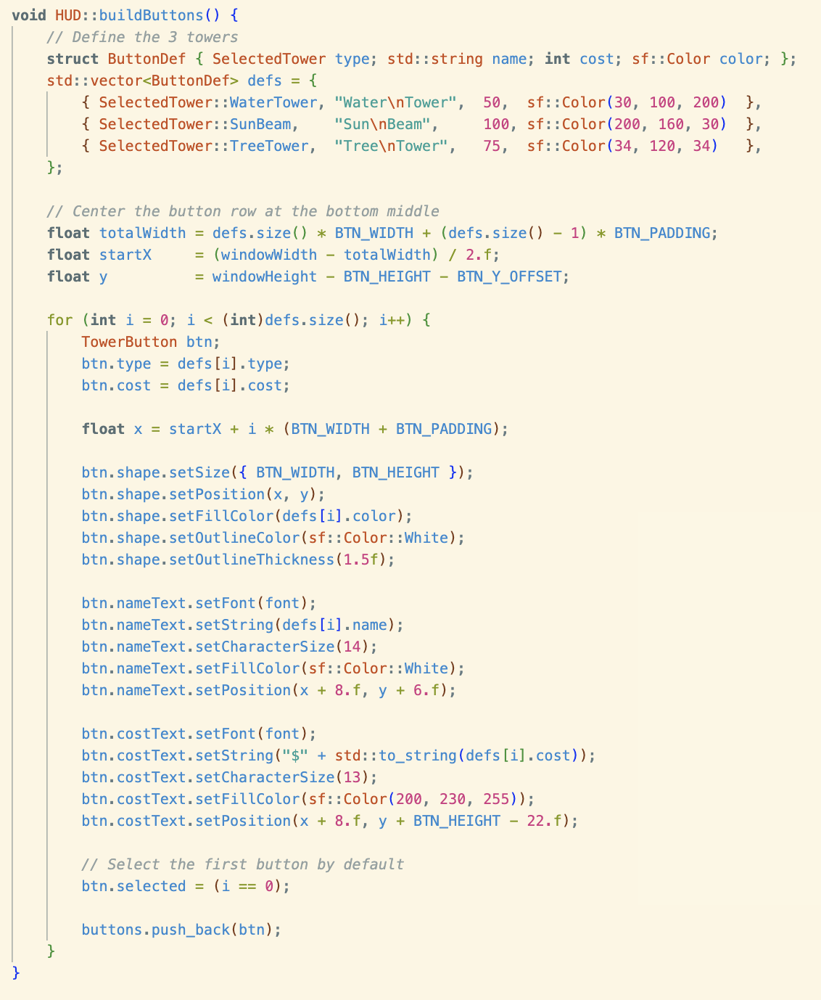 void HUD::buildButtons() {
    // Define the 3 towers
    struct ButtonDef { SelectedTower type; std::string name; int cost; sf::Color color; };
    std::vector<ButtonDef> defs = {
        { SelectedTower::WaterTower, "Water\nTower",  50,  sf::Color(30, 100, 200)  },
        { SelectedTower::SunBeam,    "Sun\nBeam",     100, sf::Color(200, 160, 30)  },
        { SelectedTower::TreeTower,  "Tree\nTower",   75,  sf::Color(34, 120, 34)   },
    };

    // Center the button row at the bottom middle
    float totalWidth = defs.size() * BTN_WIDTH + (defs.size() - 1) * BTN_PADDING;
    float startX     = (windowWidth - totalWidth) / 2.f;
    float y          = windowHeight - BTN_HEIGHT - BTN_Y_OFFSET;

    for (int i = 0; i < (int)defs.size(); i++) {
        TowerButton btn;
        btn.type = defs[i].type;
        btn.cost = defs[i].cost;

        float x = startX + i * (BTN_WIDTH + BTN_PADDING);

        btn.shape.setSize({ BTN_WIDTH, BTN_HEIGHT });
        btn.shape.setPosition(x, y);
        btn.shape.setFillColor(defs[i].color);
        btn.shape.setOutlineColor(sf::Color::White);
        btn.shape.setOutlineThickness(1.5f);

        btn.nameText.setFont(font);
        btn.nameText.setString(defs[i].name);
        btn.nameText.setCharacterSize(14);
        btn.nameText.setFillColor(sf::Color::White);
        btn.nameText.setPosition(x + 8.f, y + 6.f);

        btn.costText.setFont(font);
        btn.costText.setString("$" + std::to_string(defs[i].cost));
        btn.costText.setCharacterSize(13);
        btn.costText.setFillColor(sf::Color(200, 230, 255));
        btn.costText.setPosition(x + 8.f, y + BTN_HEIGHT - 22.f);

        // Select the first button by default
        btn.selected = (i == 0);

        buttons.push_back(btn);
    }
}